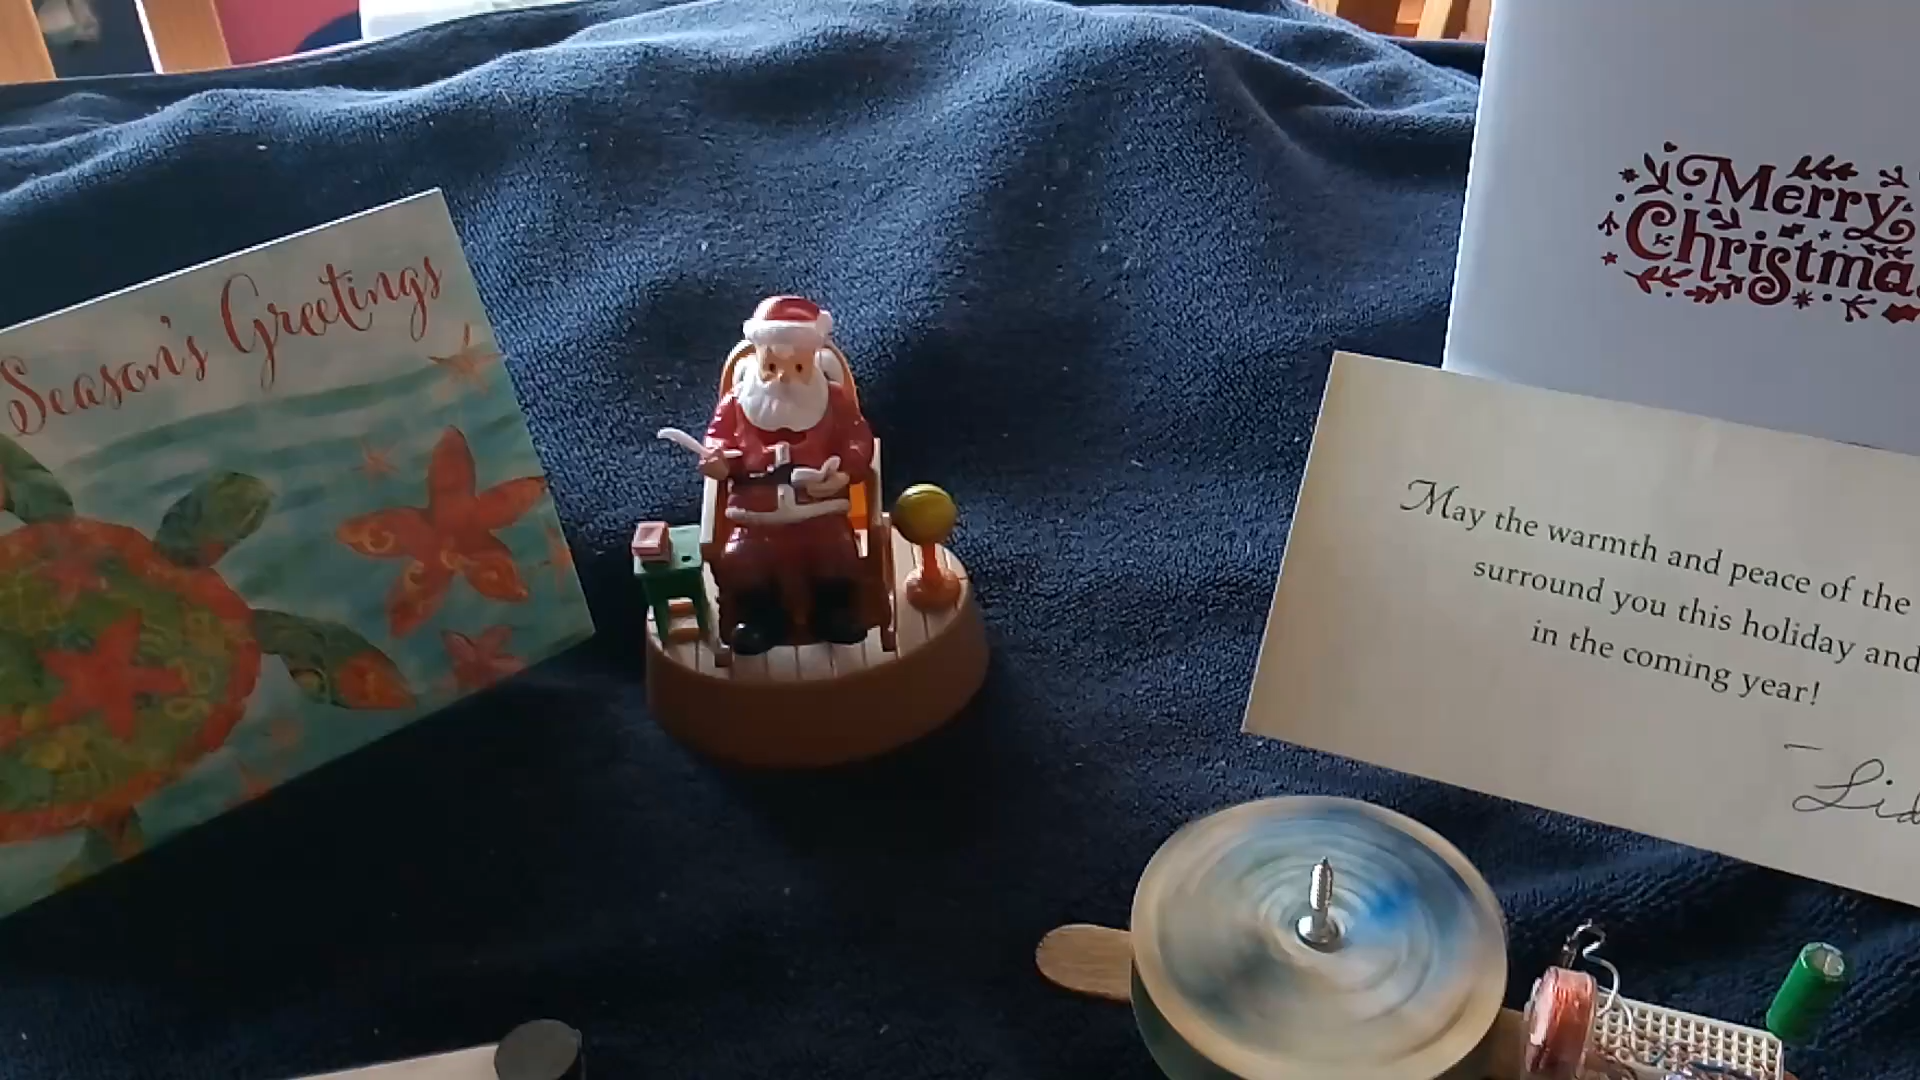 Season's Greetings
Merry
Christma
May the warmth and peace of the
surround you this holiday and
in the coming year!